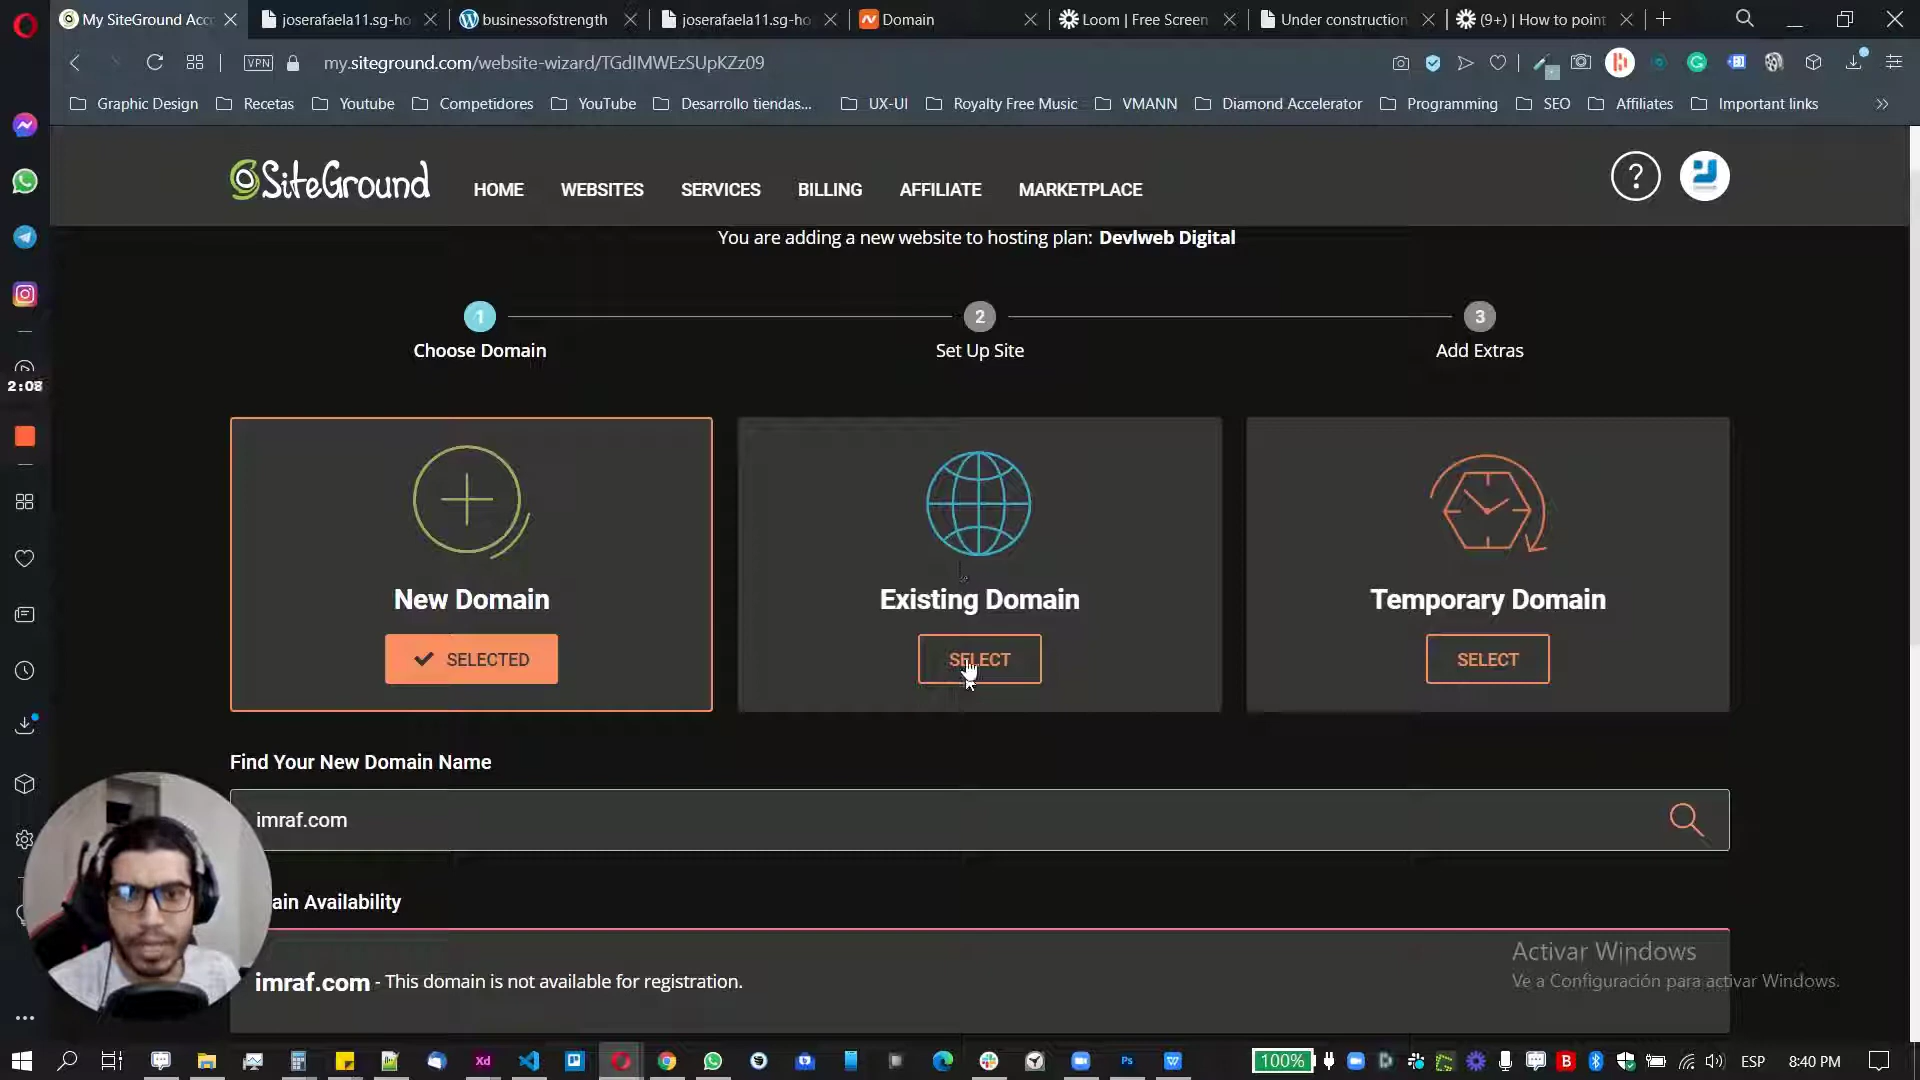 My SiteGround Acc
joserafaela11.sg-ho
businessofstrength
joserafaela11.sg-ho
Domain
Loom | Free Screen
Under construction
(9+) | How to point
VPN
my.siteground.com/website-wizard/TGdIMWEzSUpKZz09
Graphic Design
Recetas
Youtube
Competidores
YouTube
Desarrollo tiendas...
UX-UI
Royalty Free Music
VMANN
Diamond Accelerator
Programming
SEO
Affiliates
Important links
SiteGround
HOME
WEBSITES
SERVICES
BILLING
AFFILIATE
MARKETPLACE
?
You are adding a new website to hosting plan: Devlweb Digital
1
2
3
Choose Domain
Set Up Site
Add Extras
New Domain
Existing Domain
Temporary Domain
SELECTED
SELECT
SELECT
Find Your New Domain Name
imraf.com
ain Availability
imraf.com - This domain is not available for registration.
Activar Windows
Ve a Configuración para activar Windows.
Xd
Ps
100%
B
ESP
8:40 PM